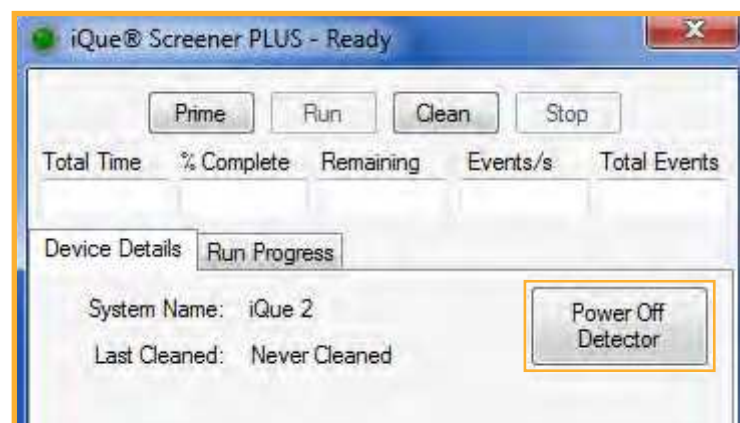 iQue® Screener PLUS - Ready
Prime Run Clean Stop
Total Time % Complete Remaining Events/s Total Events
Device Details Run Progress
System Name: iQue 2
Power Off
Detector
Last Cleaned: Never Cleaned